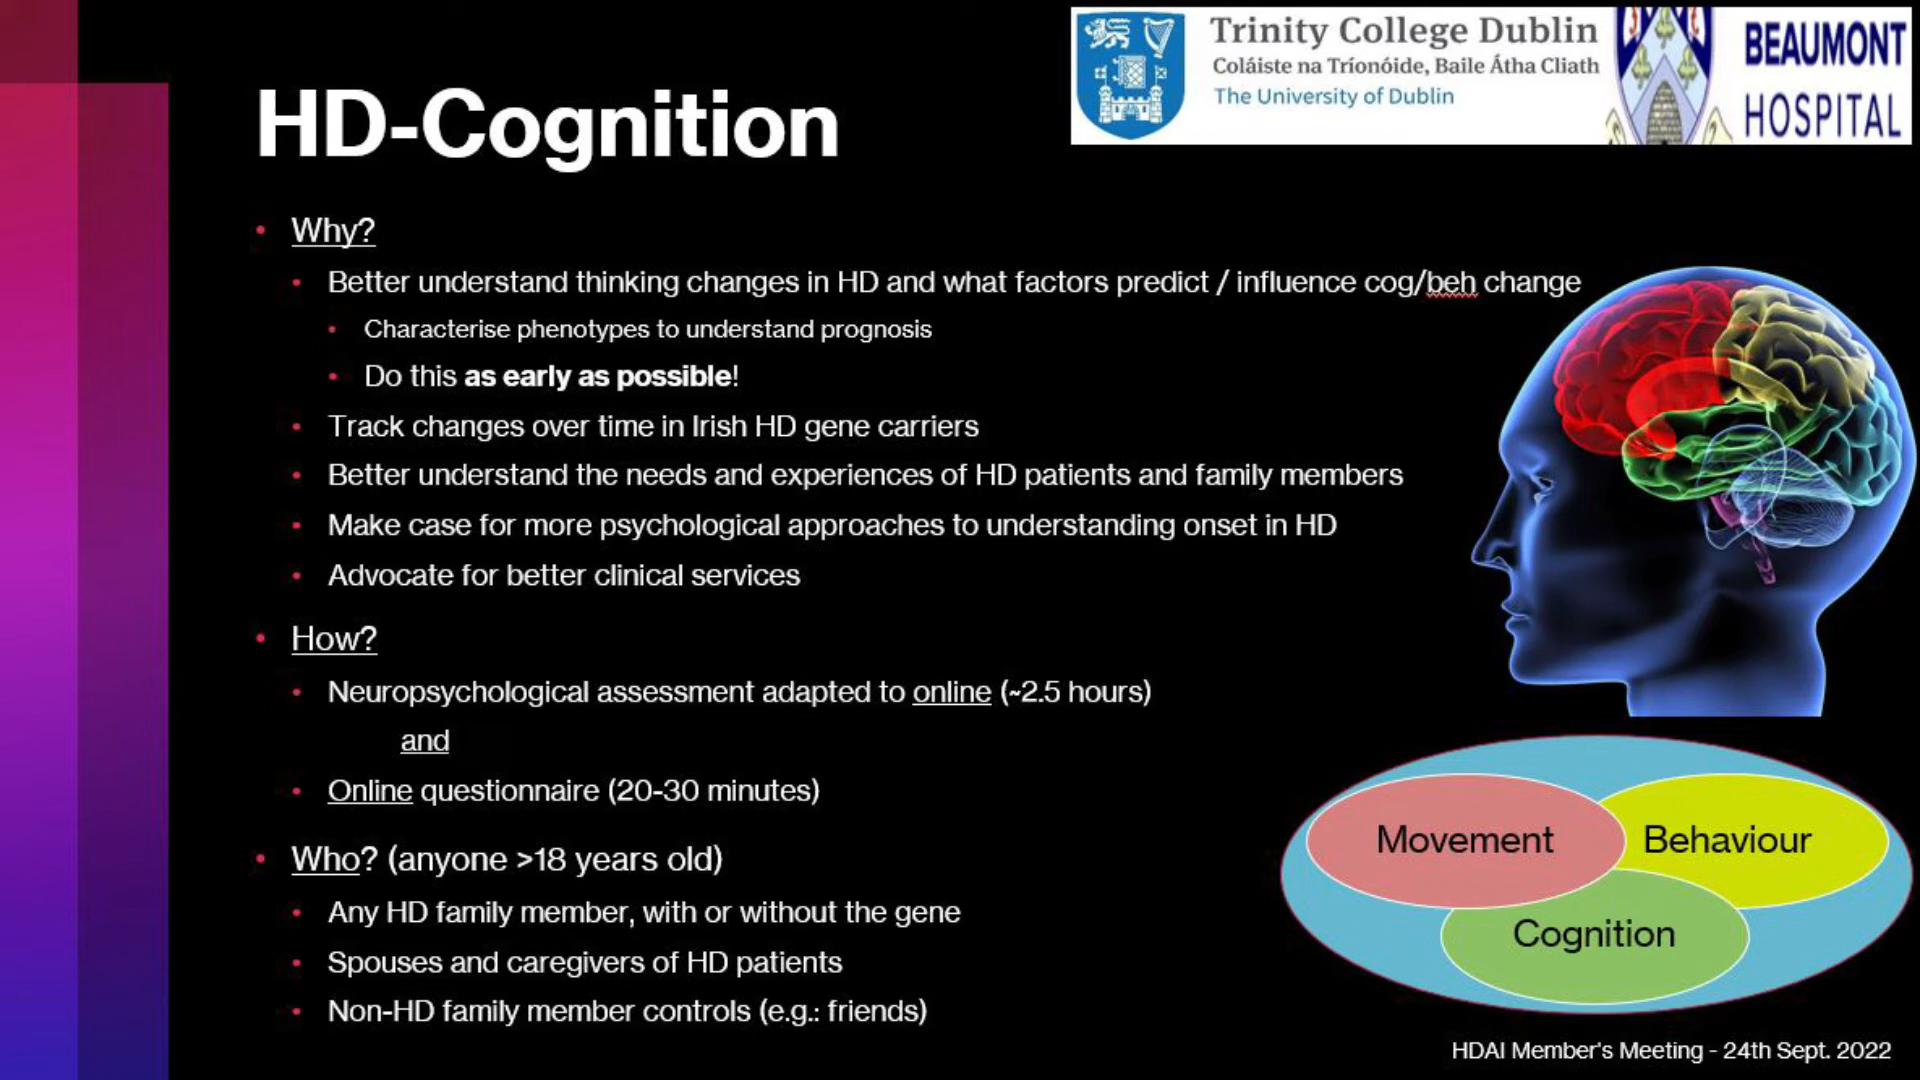 Trinity College Dublin
Coláiste na Tríonóide, Baile Átha Cliath
The University of Dublin
BEAUMONT
HOSPITAL
HD-Cognition
• Why?
• Better understand thinking changes in HD and what factors predict / influence cog/beh change
• Characterise phenotypes to understand prognosis
• Do this as early as possible!
• Track changes over time in Irish HD gene carriers
• Better understand the needs and experiences of HD patients and family members
• Make case for more psychological approaches to understanding onset in HD
• Advocate for better clinical services
• How?
• Neuropsychological assessment adapted to online (~2.5 hours)
and
• Online questionnaire (20-30 minutes)
• Who? (anyone >18 years old)
• Any HD family member, with or without the gene
• Spouses and caregivers of HD patients
• Non-HD family member controls (e.g.: friends)
Movement
Behaviour
Cognition
HDAI Member's Meeting - 24th Sept. 2022